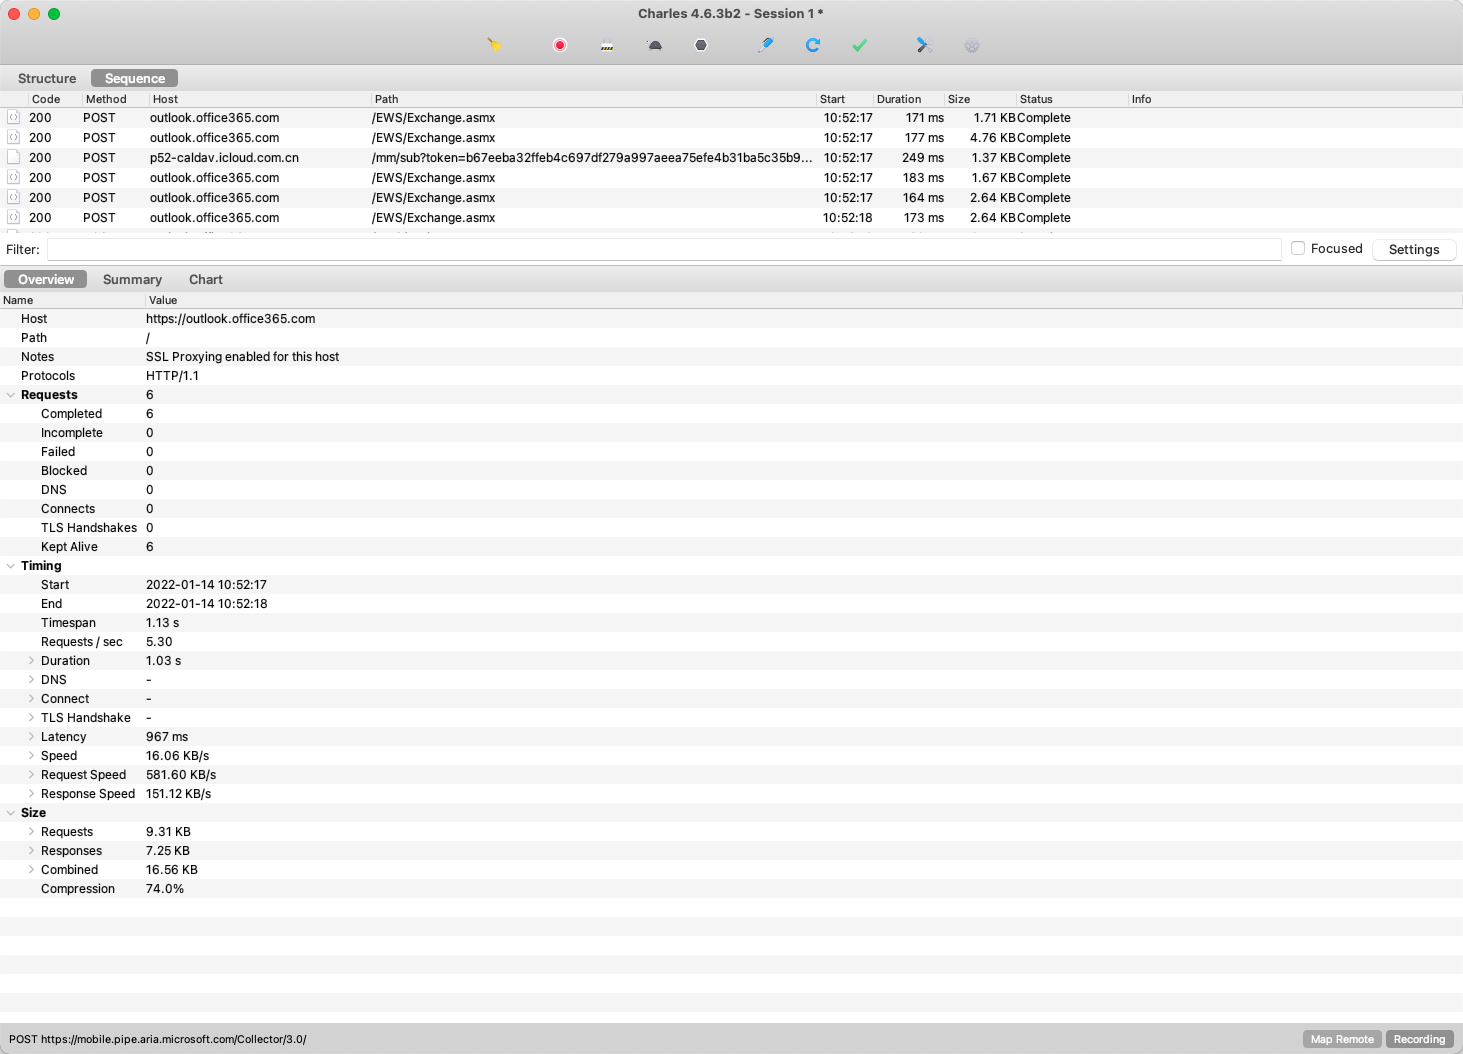 Charles 4.6.3b2 - Session 1 *
Structure Sequence
Code Method Host Path Start Duration Size Status Info
200 POST outlook.office365.com /EWS/Exchange.asmx 10:52:17 171 ms 1.71 KB Complete
200 POST outlook.office365.com /EWS/Exchange.asmx 10:52:17 177 ms 4.76 KB Complete
200 POST p52-caldav.icloud.com.cn /mm/sub?token=b67eeba32ffeb4c697df279a997aeea75efe4b31ba5c35b9... 10:52:17 249 ms 1.37 KB Complete
200 POST outlook.office365.com /EWS/Exchange.asmx 10:52:17 183 ms 1.67 KB Complete
200 POST outlook.office365.com /EWS/Exchange.asmx 10:52:17 164 ms 2.64 KB Complete
200 POST outlook.office365.com /EWS/Exchange.asmx 10:52:18 173 ms 2.64 KB Complete
Filter: Focused Settings
Overview Summary Chart
Name Value
Host https://outlook.office365.com
Path /
Notes SSL Proxying enabled for this host
Protocols HTTP/1.1
Requests 6
Completed 6
Incomplete 0
Failed 0
Blocked 0
DNS 0
Connects 0
TLS Handshakes 0
Kept Alive 6
Timing
Start 2022-01-14 10:52:17
End 2022-01-14 10:52:18
Timespan 1.13 s
Requests / sec 5.30
Duration 1.03 s
DNS -
Connect -
TLS Handshake -
Latency 967 ms
Speed 16.06 KB/s
Request Speed 581.60 KB/s
Response Speed 151.12 KB/s
Size
Requests 9.31 KB
Responses 7.25 KB
Combined 16.56 KB
Compression 74.0%
POST https://mobile.pipe.aria.microsoft.com/Collector/3.0/ Map Remote Recording